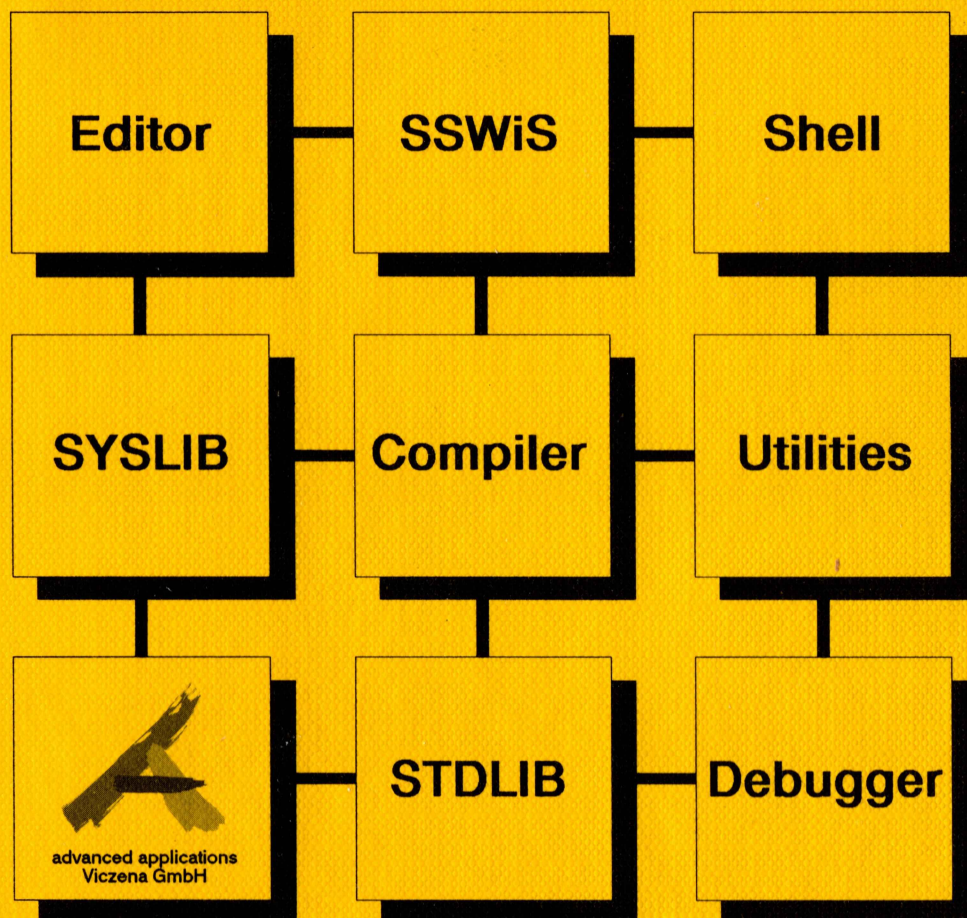 Editor
SSWiS
Shell
SYSLIB
Compiler
Utilities
advanced applications
Viczena GmbH
STDLIB
Debugger